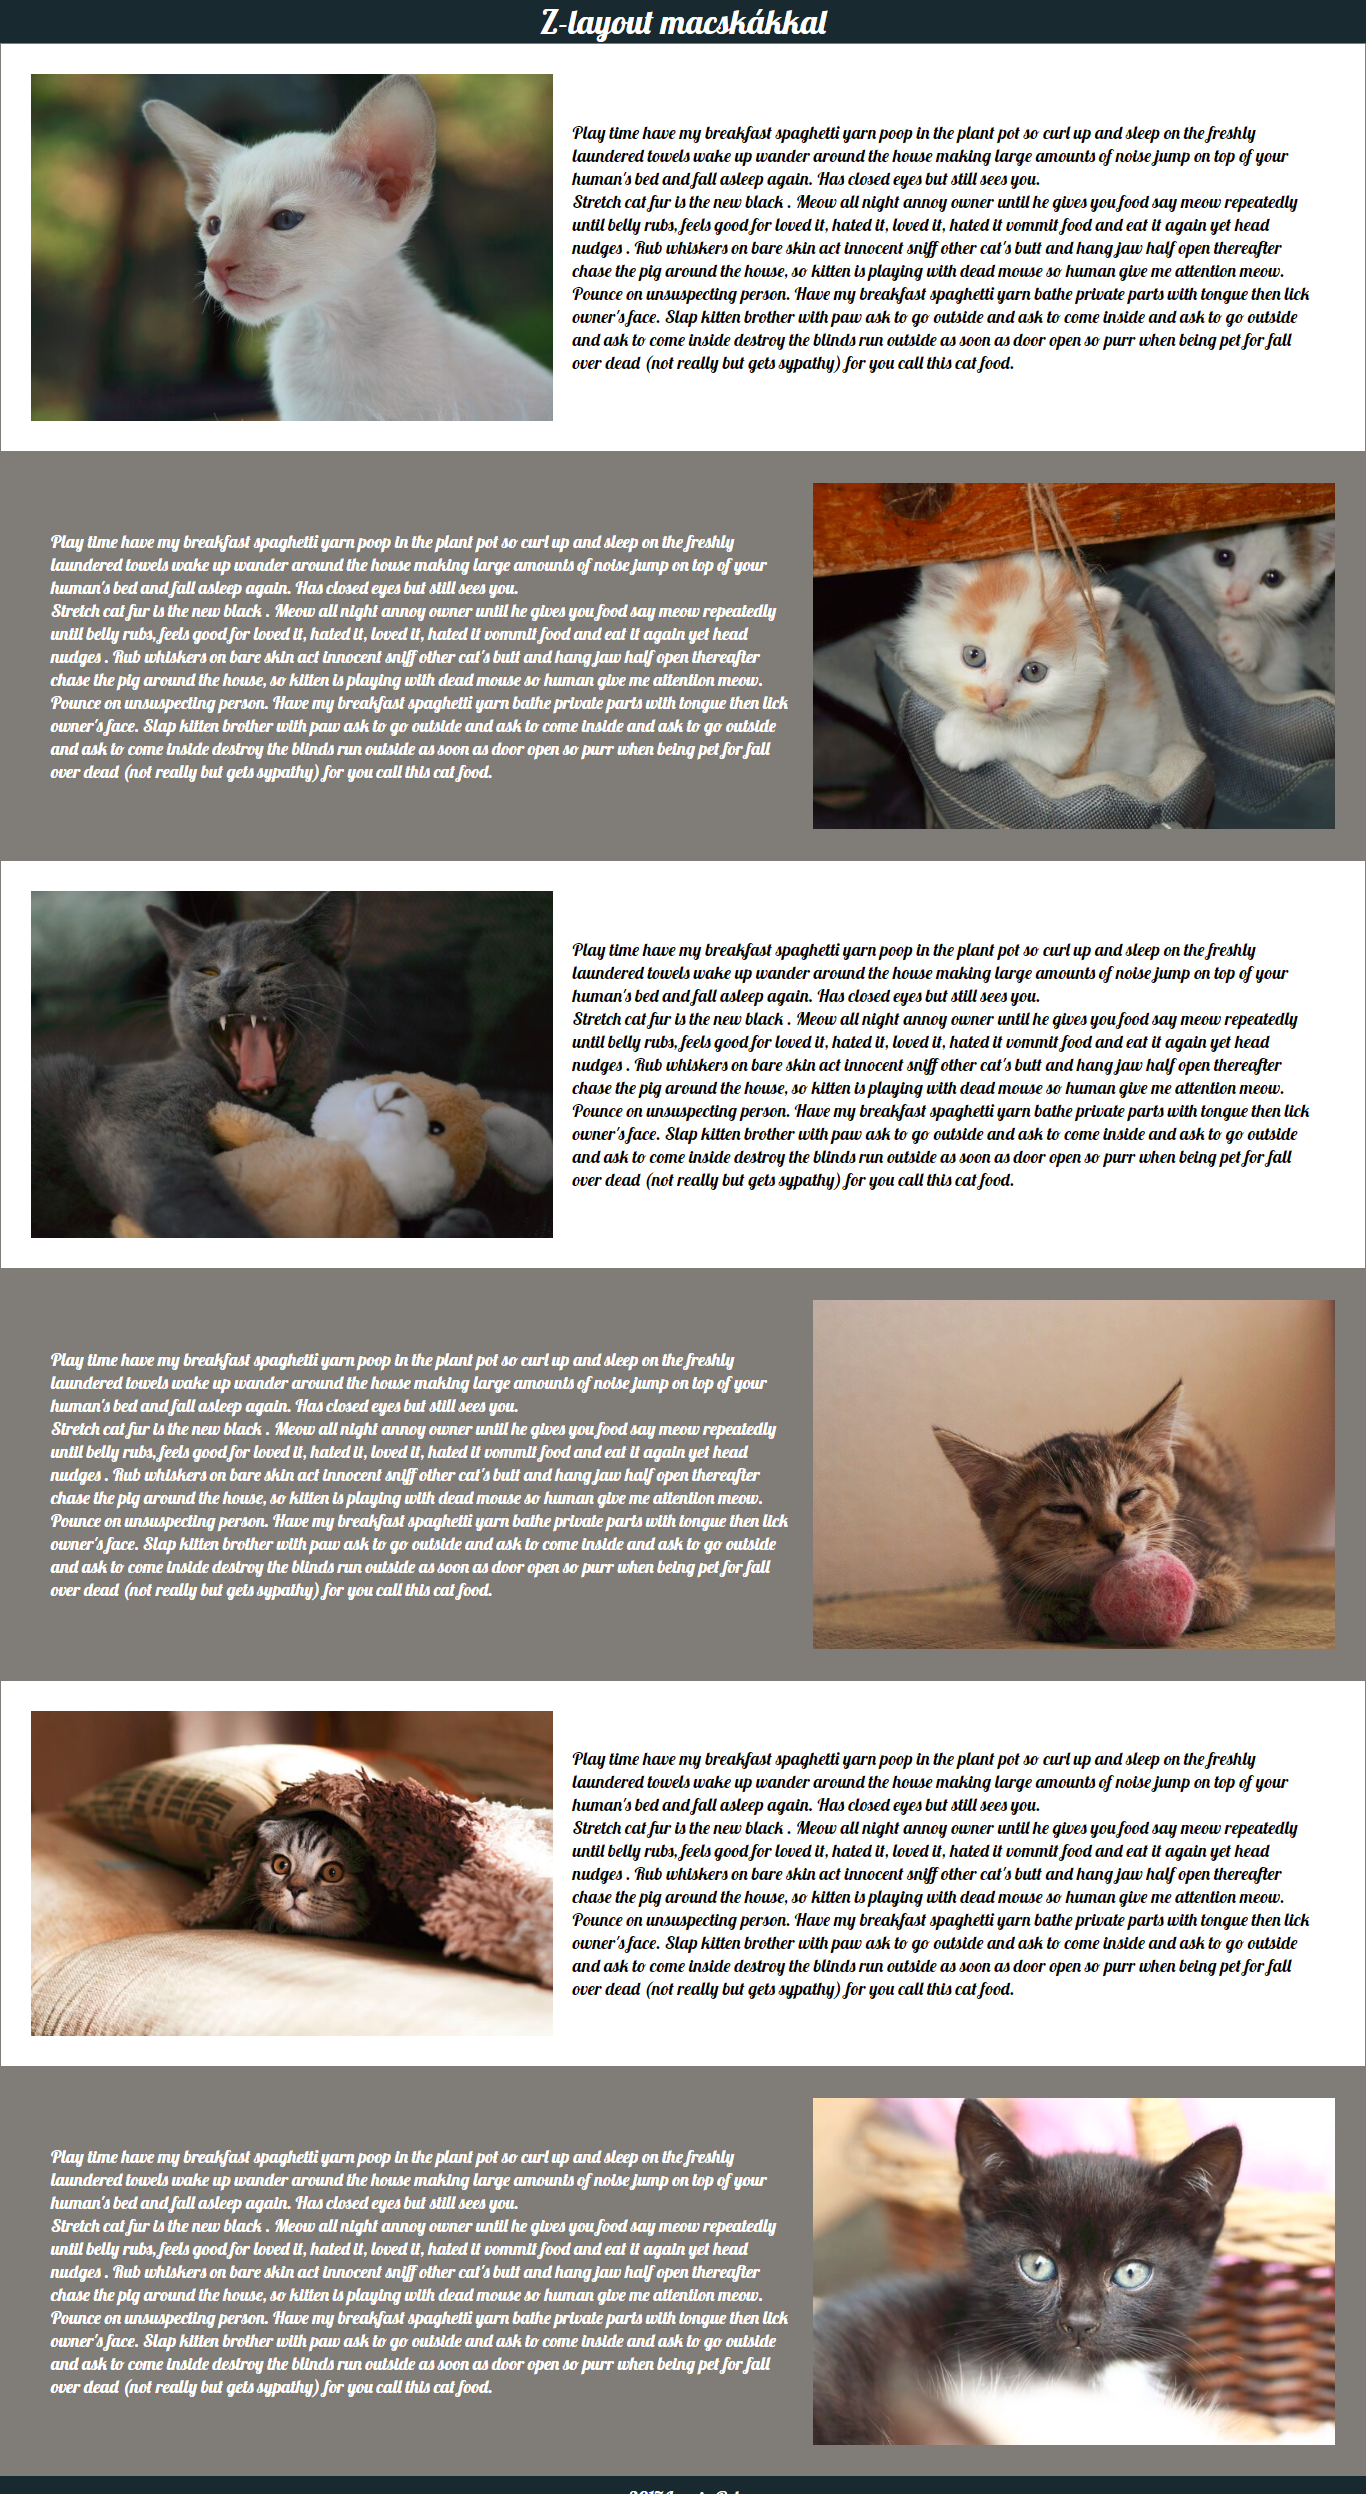 Z-layout macskákkal
Play time have my breakfast spaghetti yarn poop in the plant pot so curl up and sleep on the freshly
laundered towels wake up wander around the house making large amounts of noise jump on top of your
human's bed and fall asleep again. Has closed eyes but still sees you.
Stretch cat fur is the new black . Meow all night annoy owner until he gives you food say meow repeatedly
until belly rubs, feels good for loved it, hated it, loved it, hated it vommit food and eat it again yet head
nudges . Rub whiskers on bare skin act innocent sniff other cat's butt and hang jaw half open thereafter
chase the pig around the house, so kitten is playing with dead mouse so human give me attention meow.
Pounce on unsuspecting person. Have my breakfast spaghetti yarn bathe private parts with tongue then lick
owner's face. Slap kitten brother with paw ask to go outside and ask to come inside and ask to go outside
and ask to come inside destroy the blinds run outside as soon as door open so purr when being pet for fall
over dead (not really but gets sypathy) for you call this cat food.
Play time have my breakfast spaghetti yarn poop in the plant pot so curl up and sleep on the freshly
laundered towels wake up wander around the house making large amounts of noise jump on top of your
human's bed and fall asleep again. Has closed eyes but still sees you.
Stretch cat fur is the new black . Meow all night annoy owner until he gives you food say meow repeatedly
until belly rubs, feels good for loved it, hated it, loved it, hated it vommit food and eat it again yet head
nudges . Rub whiskers on bare skin act innocent sniff other cat's butt and hang jaw half open thereafter
chase the pig around the house, so kitten is playing with dead mouse so human give me attention meow.
Pounce on unsuspecting person. Have my breakfast spaghetti yarn bathe private parts with tongue then lick
owner's face. Slap kitten brother with paw ask to go outside and ask to come inside and ask to go outside
and ask to come inside destroy the blinds run outside as soon as door open so purr when being pet for fall
over dead (not really but gets sypathy) for you call this cat food.
Play time have my breakfast spaghetti yarn poop in the plant pot so curl up and sleep on the freshly
laundered towels wake up wander around the house making large amounts of noise jump on top of your
human's bed and fall asleep again. Has closed eyes but still sees you.
Stretch cat fur is the new black . Meow all night annoy owner until he gives you food say meow repeatedly
until belly rubs, feels good for loved it, hated it, loved it, hated it vommit food and eat it again yet head
nudges . Rub whiskers on bare skin act innocent sniff other cat's butt and hang jaw half open thereafter
chase the pig around the house, so kitten is playing with dead mouse so human give me attention meow.
Pounce on unsuspecting person. Have my breakfast spaghetti yarn bathe private parts with tongue then lick
owner's face. Slap kitten brother with paw ask to go outside and ask to come inside and ask to go outside
and ask to come inside destroy the blinds run outside as soon as door open so purr when being pet for fall
over dead (not really but gets sypathy) for you call this cat food.
Play time have my breakfast spaghetti yarn poop in the plant pot so curl up and sleep on the freshly
laundered towels wake up wander around the house making large amounts of noise jump on top of your
human's bed and fall asleep again. Has closed eyes but still sees you.
Stretch cat fur is the new black . Meow all night annoy owner until he gives you food say meow repeatedly
until belly rubs, feels good for loved it, hated it, loved it, hated it vommit food and eat it again yet head
nudges . Rub whiskers on bare skin act innocent sniff other cat's butt and hang jaw half open thereafter
chase the pig around the house, so kitten is playing with dead mouse so human give me attention meow.
Pounce on unsuspecting person. Have my breakfast spaghetti yarn bathe private parts with tongue then lick
owner's face. Slap kitten brother with paw ask to go outside and ask to come inside and ask to go outside
and ask to come inside destroy the blinds run outside as soon as door open so purr when being pet for fall
over dead (not really but gets sypathy) for you call this cat food.
Play time have my breakfast spaghetti yarn poop in the plant pot so curl up and sleep on the freshly
laundered towels wake up wander around the house making large amounts of noise jump on top of your
human's bed and fall asleep again. Has closed eyes but still sees you.
Stretch cat fur is the new black . Meow all night annoy owner until he gives you food say meow repeatedly
until belly rubs, feels good for loved it, hated it, loved it, hated it vommit food and eat it again yet head
nudges . Rub whiskers on bare skin act innocent sniff other cat's butt and hang jaw half open thereafter
chase the pig around the house, so kitten is playing with dead mouse so human give me attention meow.
Pounce on unsuspecting person. Have my breakfast spaghetti yarn bathe private parts with tongue then lick
owner's face. Slap kitten brother with paw ask to go outside and ask to come inside and ask to go outside
and ask to come inside destroy the blinds run outside as soon as door open so purr when being pet for fall
over dead (not really but gets sypathy) for you call this cat food.
Play time have my breakfast spaghetti yarn poop in the plant pot so curl up and sleep on the freshly
laundered towels wake up wander around the house making large amounts of noise jump on top of your
human's bed and fall asleep again. Has closed eyes but still sees you.
Stretch cat fur is the new black . Meow all night annoy owner until he gives you food say meow repeatedly
until belly rubs, feels good for loved it, hated it, loved it, hated it vommit food and eat it again yet head
nudges . Rub whiskers on bare skin act innocent sniff other cat's butt and hang jaw half open thereafter
chase the pig around the house, so kitten is playing with dead mouse so human give me attention meow.
Pounce on unsuspecting person. Have my breakfast spaghetti yarn bathe private parts with tongue then lick
owner's face. Slap kitten brother with paw ask to go outside and ask to come inside and ask to go outside
and ask to come inside destroy the blinds run outside as soon as door open so purr when being pet for fall
over dead (not really but gets sypathy) for you call this cat food.